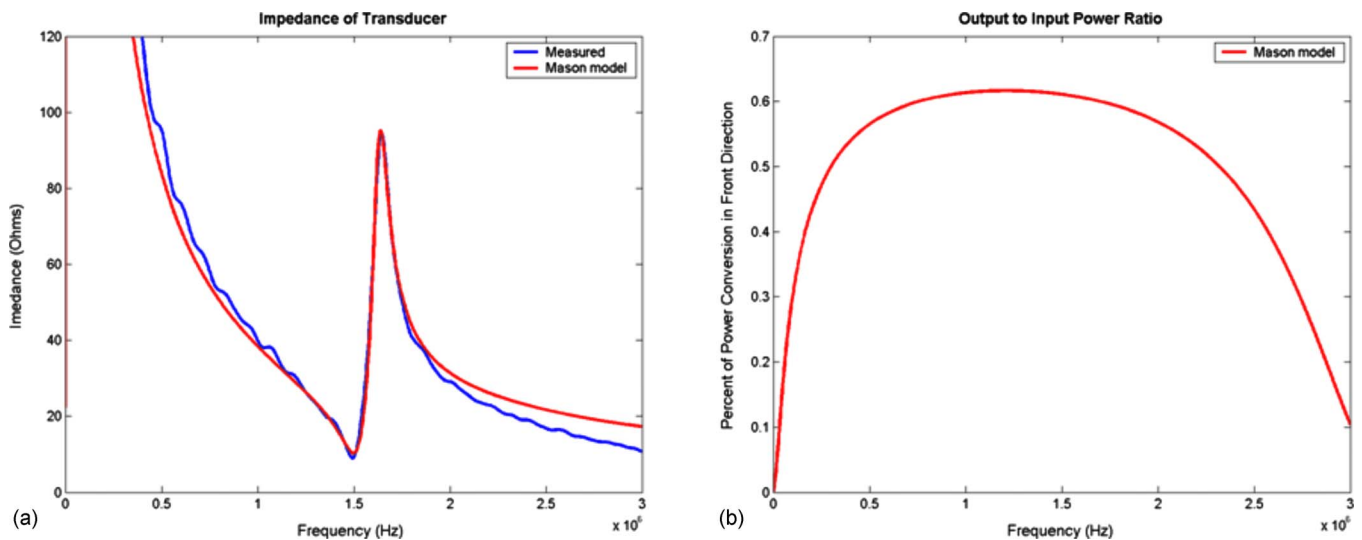 Impedance of Transducer
120
100
80
60
40
20
0
Imedance (Ohms)
Measured
Mason model
0
0.5
1
1.5
2
2.5
3
x 10^6
Frequency (Hz)
(a)
Output to Input Power Ratio
0.7
0.6
0.5
0.4
0.3
0.2
0.1
0
Percent of Power Conversion in Front Direction
Mason model
0
0.5
1
1.5
2
2.5
3
x 10^6
Frequency (Hz)
(b)